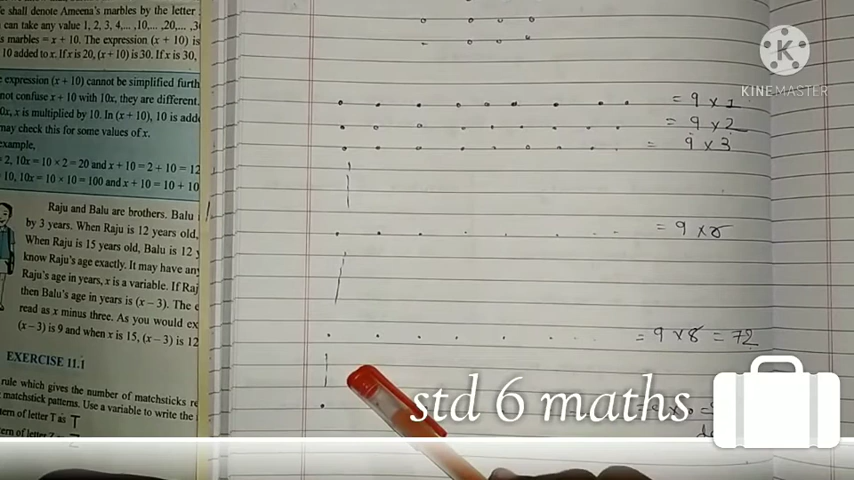 e shall denote Ameena's marbles by the letter
can take any value 1, 2, 3, 4,... ,10,... ,20,... ,3
s marbles = x + 10. The expression (x + 10) is
10 added to x. If x is 20, (x + 10) is 30. If x is 30,
expression (x + 10) cannot be simplified furth
not confuse x + 10 with 10x, they are different.
0x, x is multiplied by 10. In (x + 10), 10 is adde
may check this for some values of x.
xample,
= 2, 10x = 10 × 2 = 20 and x + 10 = 2 + 10 = 12
10, 10x = 10 × 10 = 100 and x + 10 = 10 + 10
Raju and Balu are brothers. Balu
by 3 years. When Raju is 12 years old,
When Raju is 15 years old, Balu is 12 y
know Raju's age exactly. It may have any
Raju's age in years, x is a variable. If Raj
then Balu's age in years is (x – 3). The e
read as x minus three. As you would ex
(x – 3) is 9 and when x is 15, (x – 3) is 12
EXERCISE 11.1
rule which gives the number of matchsticks re
matchstick patterns. Use a variable to write the
tern of letter T as T
= 9 × 1
= 9 × 2
= 9 × 3
= 9 × 8 = 72
KINEMASTER
std 6 maths